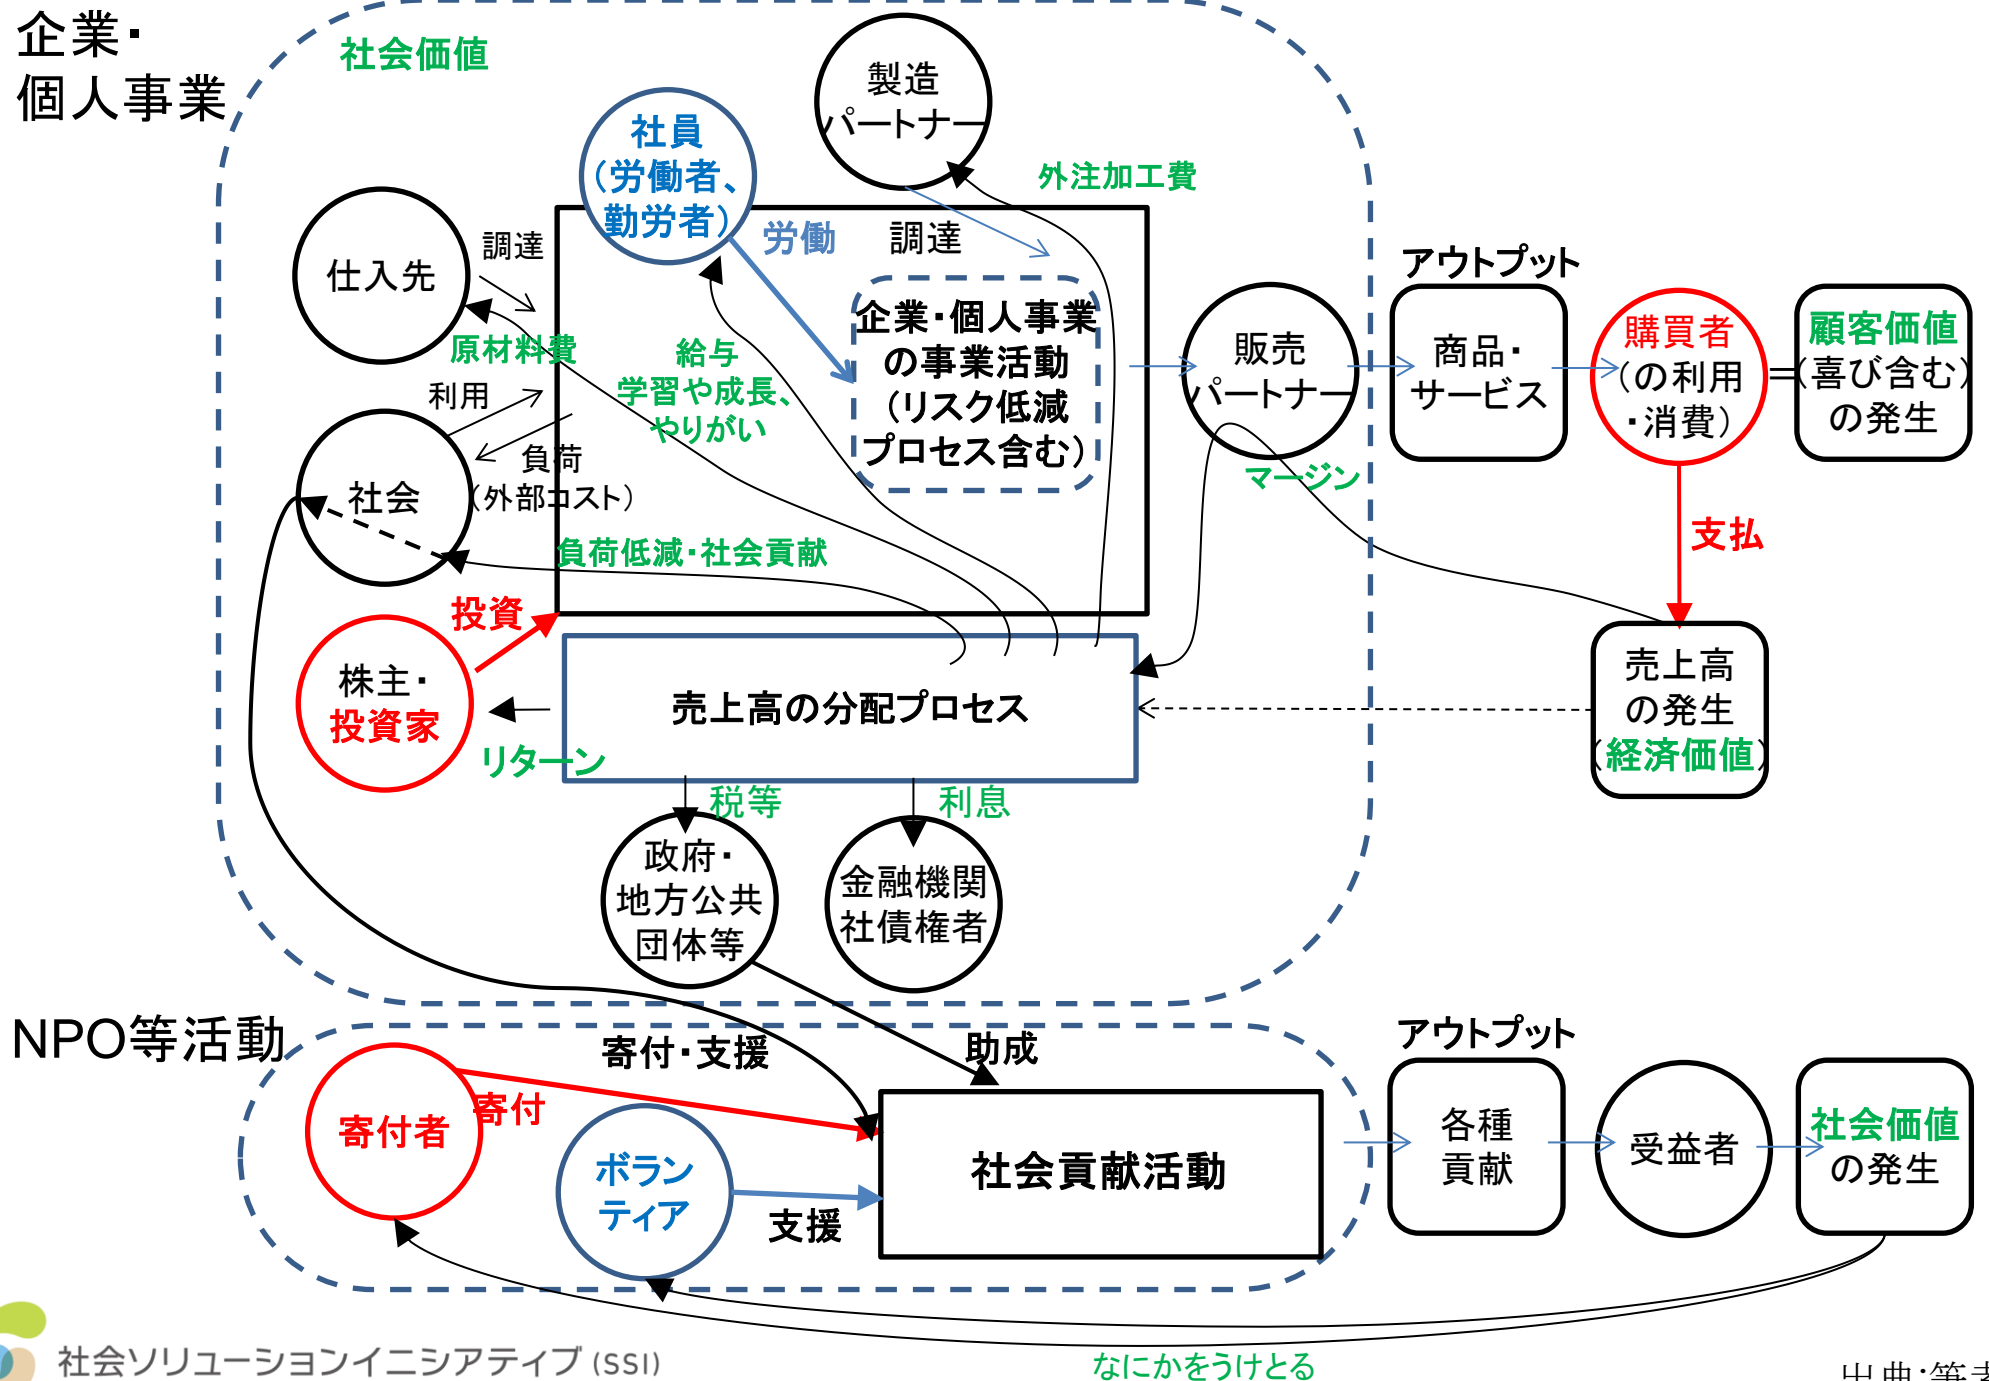 企業・
個人事業
社会価値
製造
パートナー
社員
（労働者、
勤労者）
外注加工費
労働
調達
仕入先
調達
原材料費
利用
給与
学習や成長、
やりがい
企業・個人事業
の事業活動
（リスク低減
プロセス含む）
販売
パートナー
マージン
アウトプット
商品・
サービス
購買者
（の利用
・消費）
＝
顧客価値
（喜び含む）
の発生
社会
負荷
（外部コスト）
負荷低減・社会貢献
支払
投資
株主・
投資家
リターン
売上高の分配プロセス
売上高
の発生
（経済価値）
税等
利息
政府・
地方公共
団体等
金融機関
社債権者
NPO等活動
寄付・支援
助成
寄付者
寄付
ボラン
ティア
支援
社会貢献活動
アウトプット
各種
貢献
受益者
社会価値
の発生
なにかをうけとる
社会ソリューションイニシアティブ (SSI)
出典:筆者